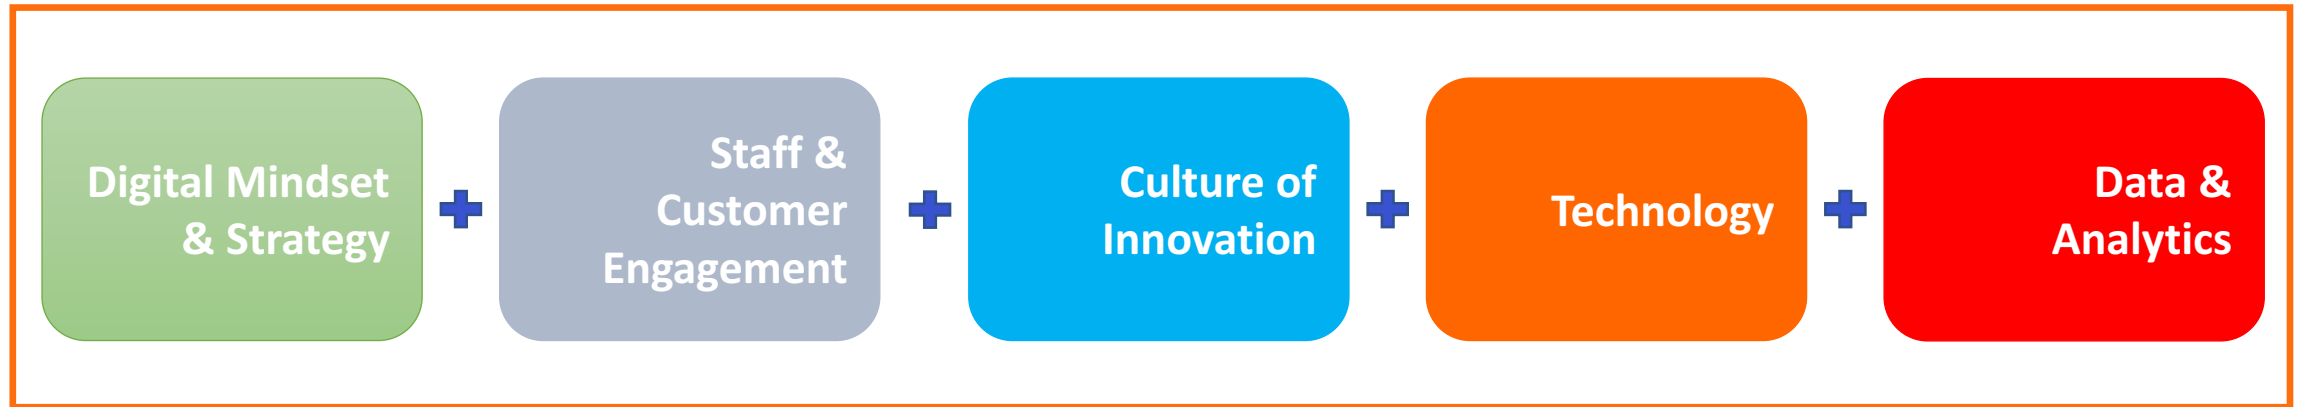 Digital Mindset
& Strategy
Staff &
Customer
Engagement
Culture of
Innovation
Technology
Data &
Analytics